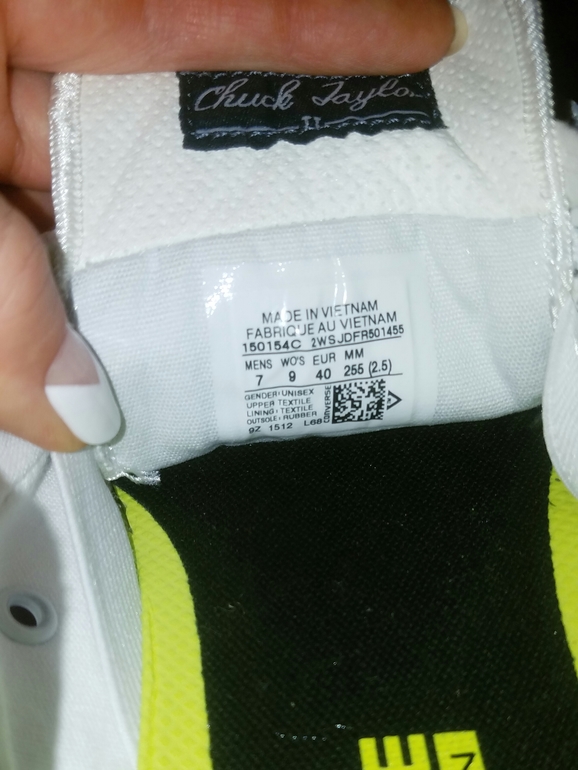 Chuck Taylor
II
MADE IN VIETNAM
FABRIQUE AU VIETNAM
150154C 2WSJDFR501455
MENS WO'S EUR MM
7 9 40 255 (2.5)
GENDER: UNISEX
UPPER: TEXTILE
LINING: TEXTILE
OUTSOLE: RUBBER
9Z 1512 L68
CONVERSE